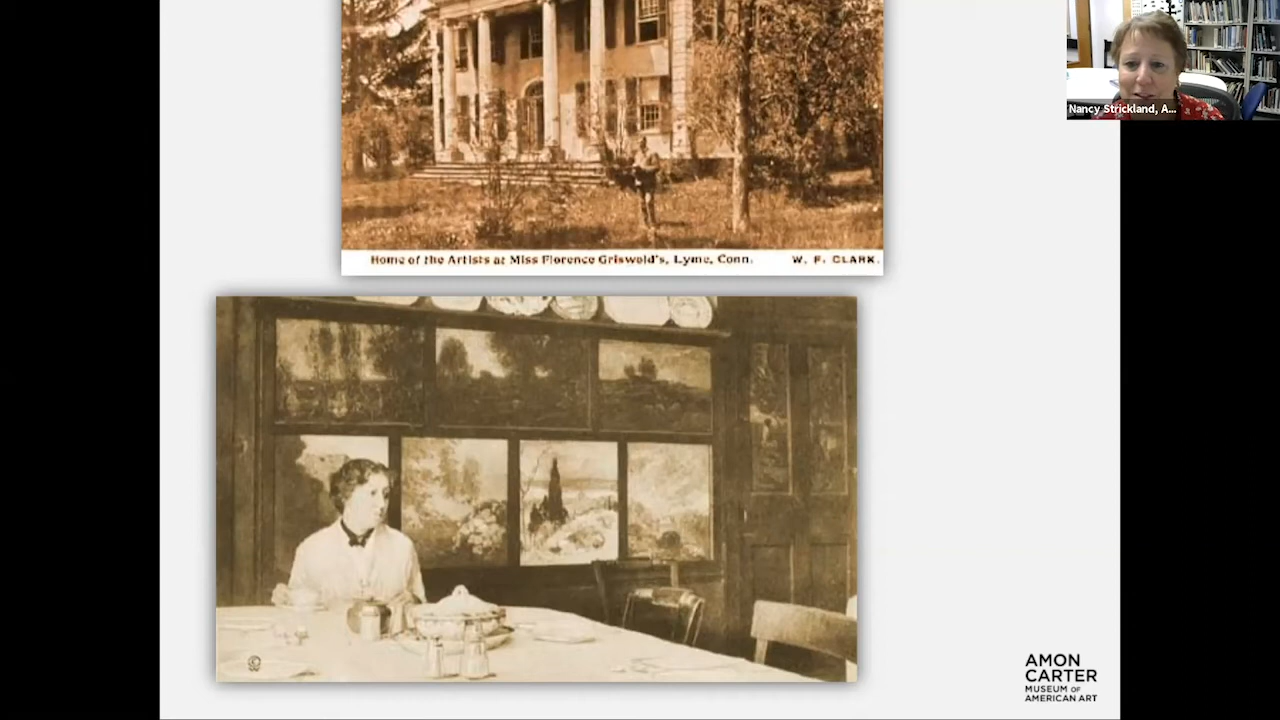 Nancy Strickland, A...
Home of the Artists at Miss Florence Griswold's, Lyme, Conn. W. F. CLARK.
AMON
CARTER
MUSEUM OF
AMERICAN ART